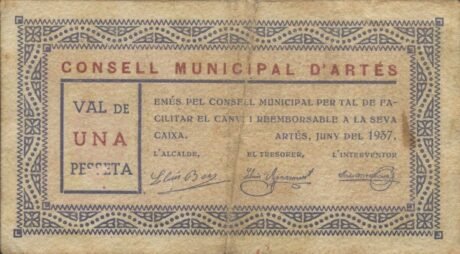 CONSELL MUNICIPAL D'ARTÉS
VAL DE
UNA
PESSETA
EMÉS PEL CONSELL MUNICIPAL PER TAL DE FA-
CILITAR EL CANVI I REEMBORSABLE A LA SEVA
CAIXA. ARTÉS, JUNY DEL 1937.
L'ALCALDE, EL TRESORER, L'INTERVENTOR